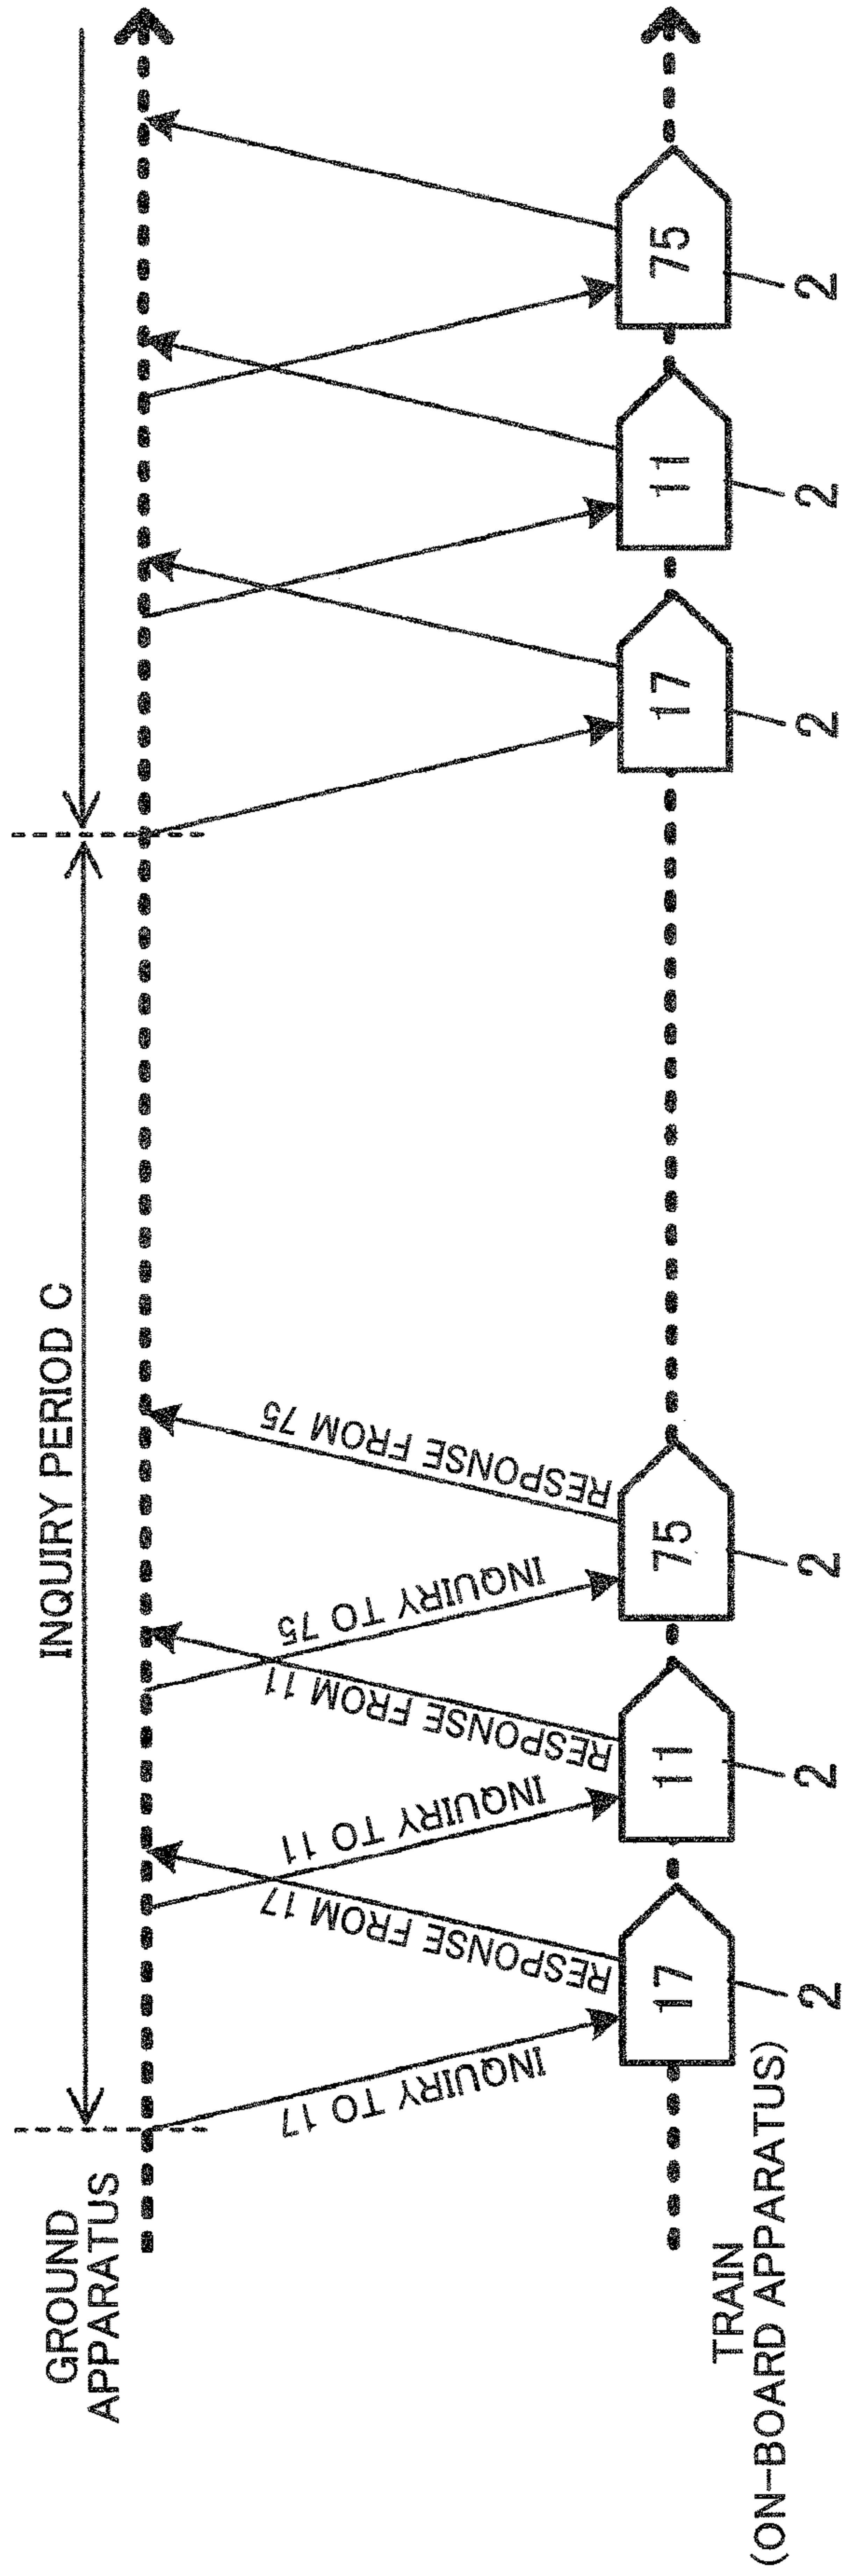 INQUIRY PERIOD C
GROUND
APPARATUS
INQUIRY TO 17
RESPONSE FROM 17
INQUIRY TO 11
RESPONSE FROM 11
INQUIRY TO 75
RESPONSE FROM 75
17
11
75
17
11
75
2
2
2
2
2
2
TRAIN
(ON-BOARD APPARATUS)